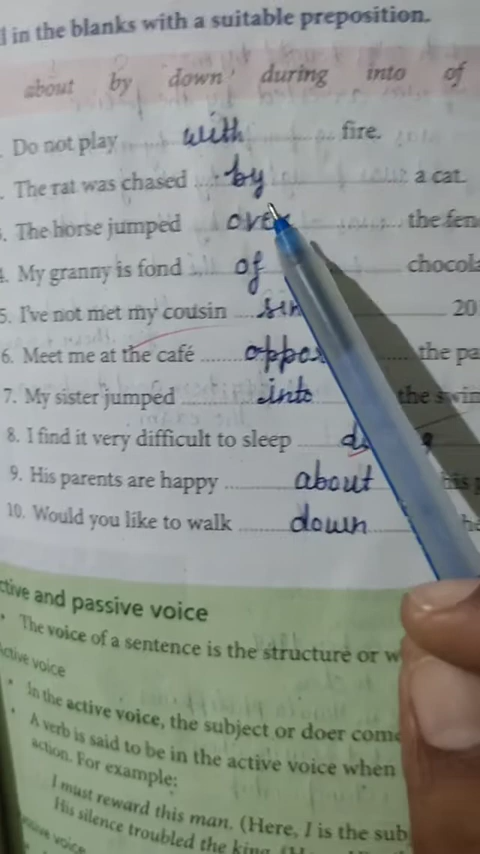 in the blanks with a suitable preposition.
about by down during into of
Do not play with fire.
The rat was chased by a cat.
The horse jumped over the
My granny is fond of
5. I've not met my cousin 20
6. Meet me at the café the
7. My sister jumped into the
8. I find it very difficult to sleep
9. His parents are happy about
10. Would you like to walk down
and passive voice
The voice of a sentence is the structure or
voice
In the active voice, the subject or doer
A verb is said to be in the active voice when
action. For example:
I must reward this man. (Here, I is the
His silence troubled the king.
voice